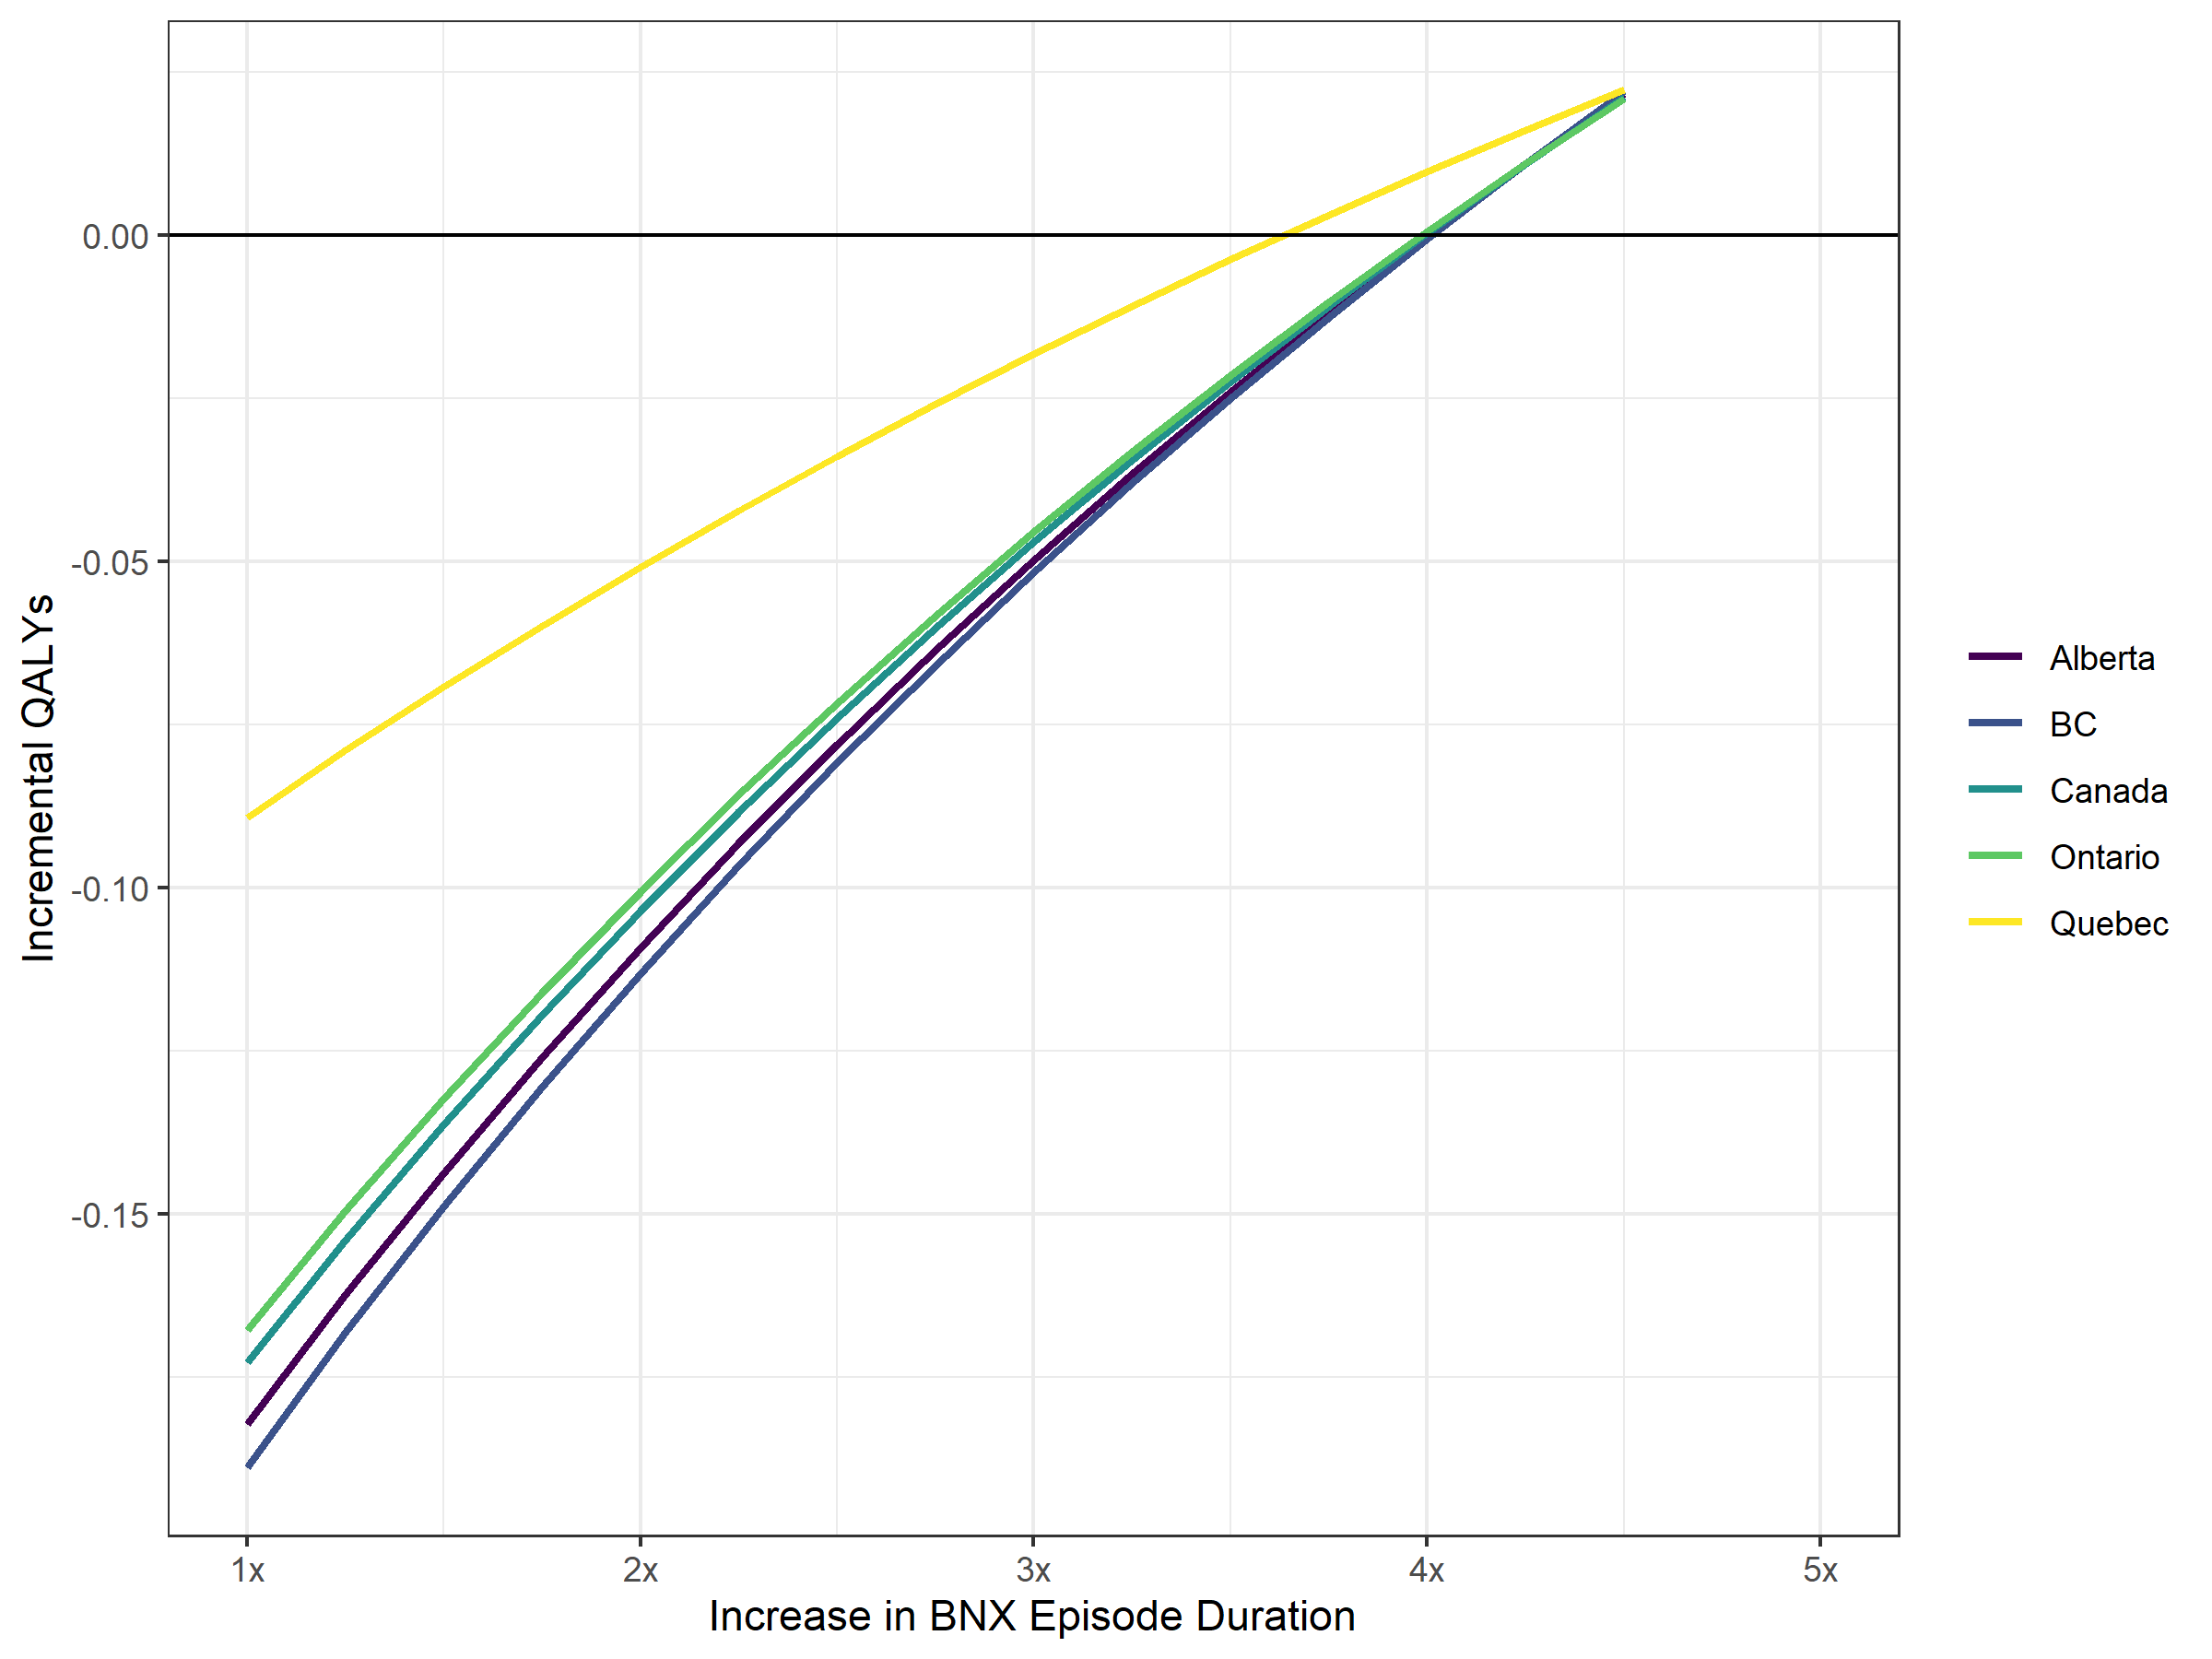 Incremental QALYs
0.00
-0.05
-0.10
-0.15
1x
2x
3x
4x
5x
Increase in BNX Episode Duration
Alberta
BC
Canada
Ontario
Quebec